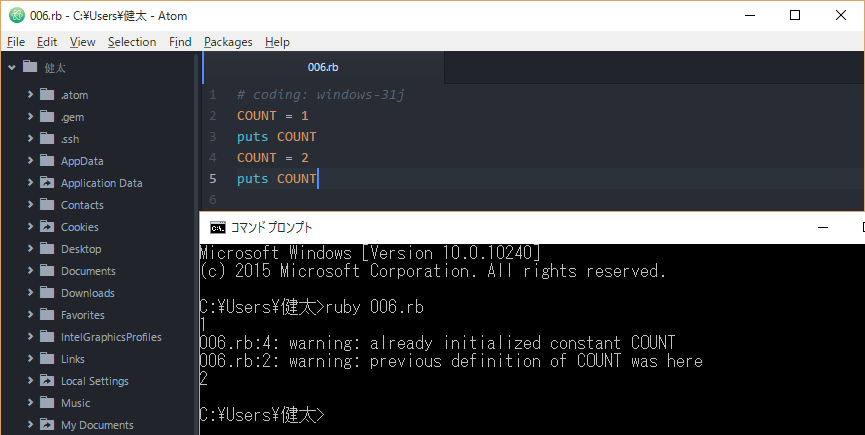 006.rb - C:¥Users¥健太 - Atom
File Edit View Selection Find Packages Help
健太
.atom
.gem
.ssh
AppData
Application Data
Contacts
Cookies
Desktop
Documents
Downloads
Favorites
IntelGraphicsProfiles
Links
Local Settings
Music
My Documents
006.rb
1 # coding: windows-31j
2 COUNT = 1
3 puts COUNT
4 COUNT = 2
5 puts COUNT
6
C:\. コマンドプロンプト
Microsoft Windows [Version 10.0.10240]
(c) 2015 Microsoft Corporation. All rights reserved.
C:¥Users¥健太>ruby 006.rb
1
006.rb:4: warning: already initialized constant COUNT
006.rb:2: warning: previous definition of COUNT was here
2
C:¥Users¥健太>